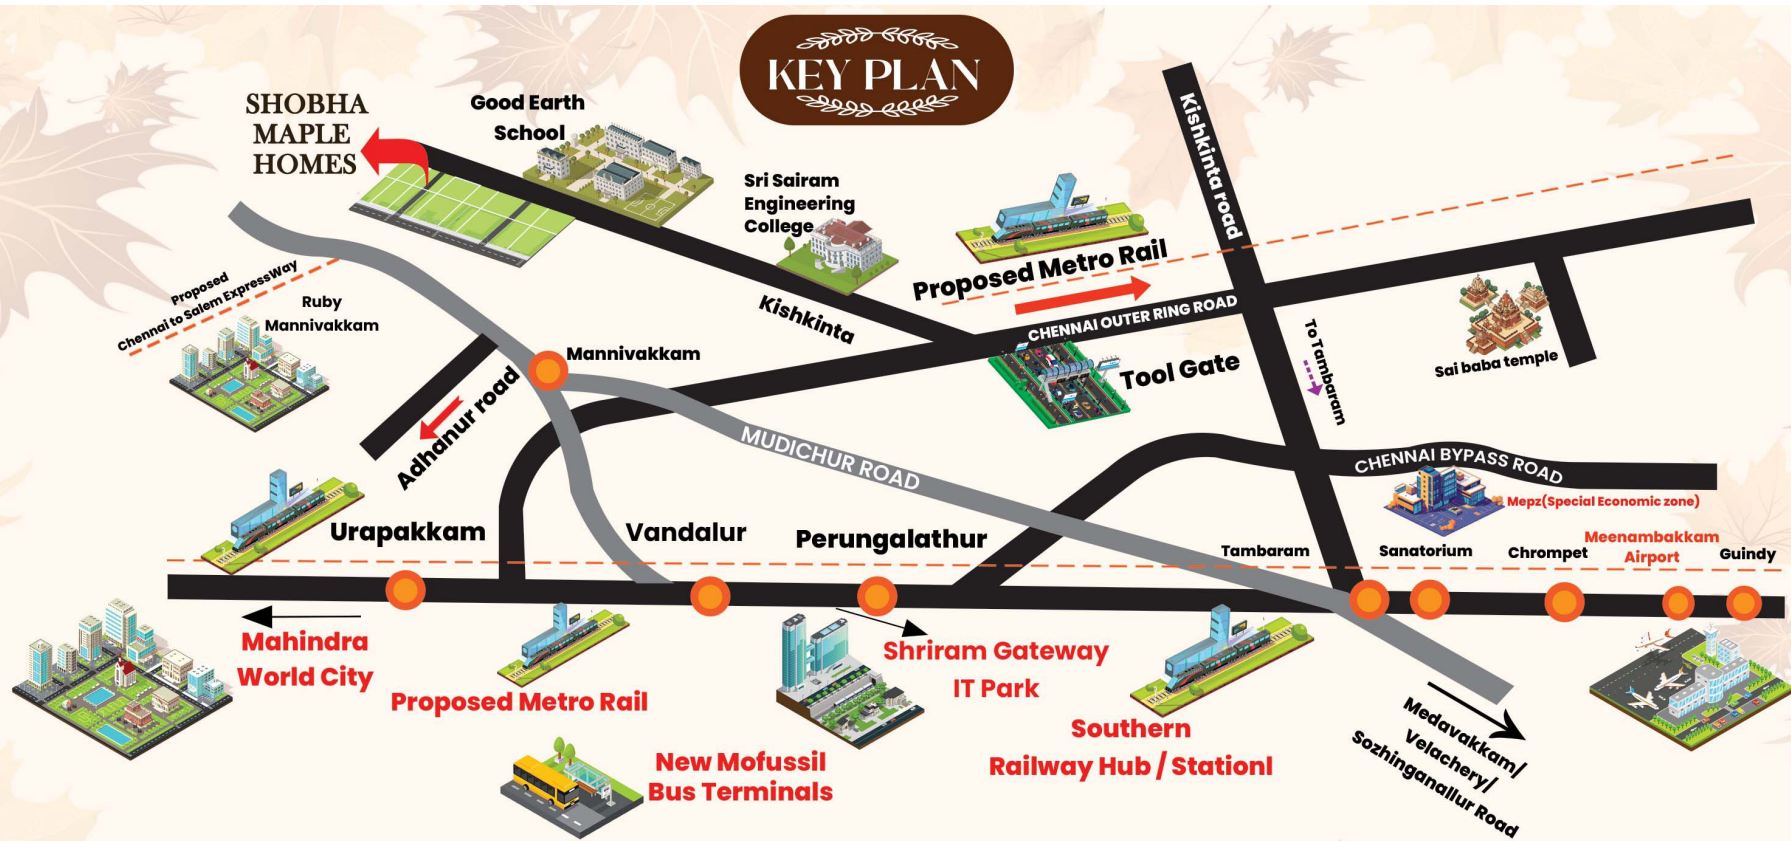 KEY PLAN
SHOBHA
MAPLE
HOMES
Good Earth
School
Sri Sairam
Engineering
College
Kishkinta road
Proposed Metro Rail
CHENNAI OUTER RING ROAD
Kishkinta
Proposed
Chennai to Salem ExpressWay
Ruby
Mannivakkam
Mannivakkam
Adhanur road
Tool Gate
To Tambaram
Sai baba temple
MUDICHUR ROAD
CHENNAI BYPASS ROAD
Mepz(Special Economic zone)
Urapakkam
Vandalur
Perungalathur
Tambaram
Sanatorium
Chrompet
Meenambakkam
Airport
Guindy
Mahindra
World City
Proposed Metro Rail
Shriram Gateway
IT Park
New Mofussil
Bus Terminals
Southern
Railway Hub / Stationl
Medavakkam/
Velachery/
Sozhinganallur Road